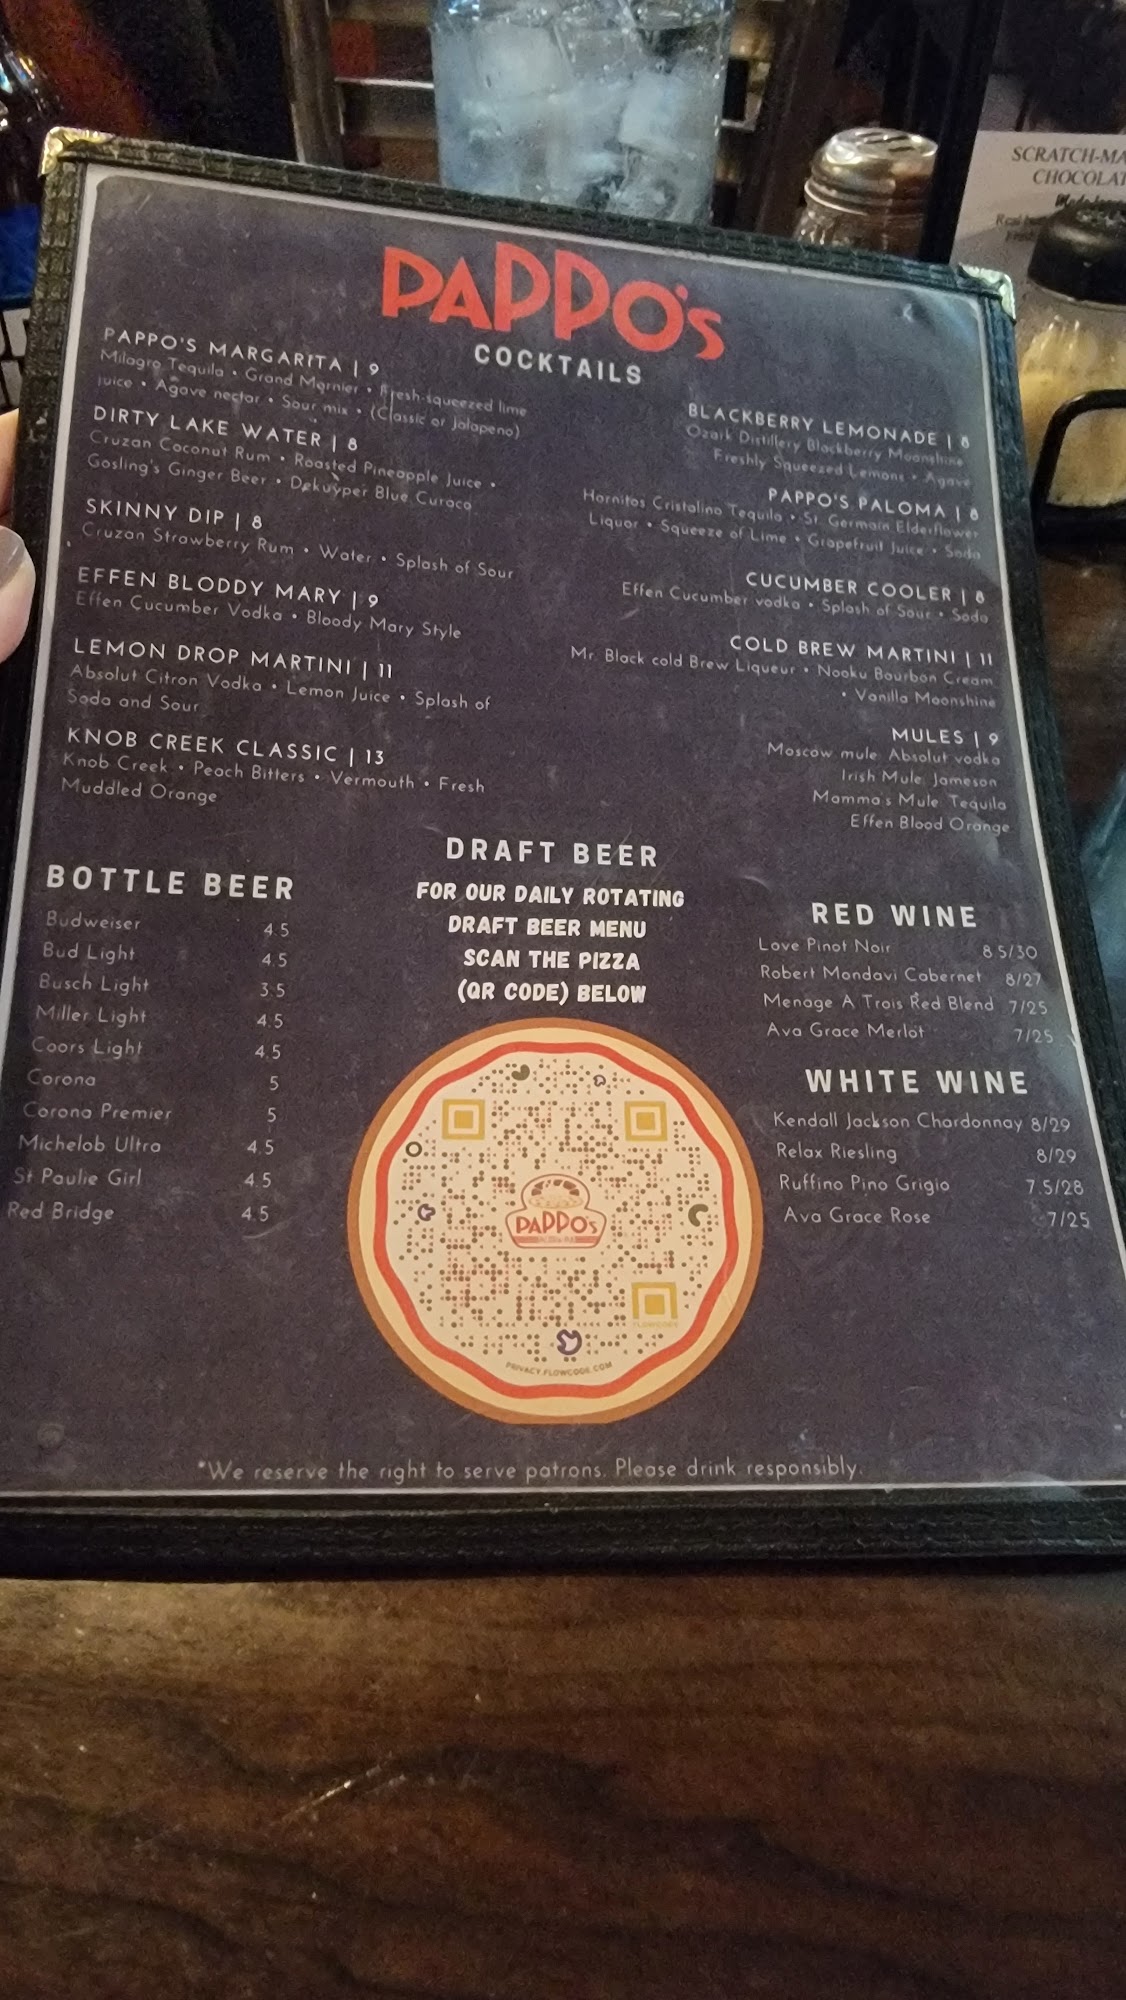 PAPPO'S
COCKTAILS
PAPPO'S MARGARITA | 9
Milagro Tequila • Grand Marnier • Fresh-squeezed lime
juice • Agave nectar • Sour mix • (Classic or Jalapeno)
DIRTY LAKE WATER | 8
Cruzan Coconut Rum • Roasted Pineapple Juice •
Gosling's Ginger Beer • Dekuyper Blue Curaco
SKINNY DIP | 8
Cruzan Strawberry Rum • Water • Splash of Sour
EFFEN BLODDY MARY | 9
Effen Cucumber Vodka • Bloody Mary Style
LEMON DROP MARTINI | 11
Absolut Citron Vodka • Lemon Juice • Splash of
Soda and Sour
KNOB CREEK CLASSIC | 13
Knob Creek • Peach Bitters • Vermouth • Fresh
Muddled Orange
BLACKBERRY LEMONADE | 8
Ozark Distillery Blackberry Moonshine
Freshly Squeezed Lemons • Agave
PAPPO'S PALOMA | 8
Hornitos Cristalino Tequila • St. Germain Elderflower
Liquor • Squeeze of Lime • Grapefruit Juice • Soda
CUCUMBER COOLER | 8
Effen Cucumber vodka • Splash of Sour • Soda
COLD BREW MARTINI | 11
Mr. Black cold Brew Liqueur • Nooku Bourbon Cream
• Vanilla Moonshine
MULES | 9
Moscow mule: Absolut vodka
Irish Mule: Jameson
Mamma's Mule: Tequila
Effen Blood Orange
BOTTLE BEER
Budweiser 4.5
Bud Light 4.5
Busch Light 3.5
Miller Light 4.5
Coors Light 4.5
Corona 5
Corona Premier 5
Michelob Ultra 4.5
St Paulie Girl 4.5
Red Bridge 4.5
DRAFT BEER
FOR OUR DAILY ROTATING
DRAFT BEER MENU
SCAN THE PIZZA
(QR CODE) BELOW
PAPPO'S
FLOWCODE
PRIVACY.FLOWCODE.COM
RED WINE
Love Pinot Noir 8.5/30
Robert Mondavi Cabernet 8/27
Menage A Trois Red Blend 7/25
Ava Grace Merlot 7/25
WHITE WINE
Kendall Jackson Chardonnay 8/29
Relax Riesling 8/29
Ruffino Pino Grigio 7.5/28
Ava Grace Rose 7/25
*We reserve the right to serve patrons. Please drink responsibly.
SCRATCH-MA
CHOCOLAT